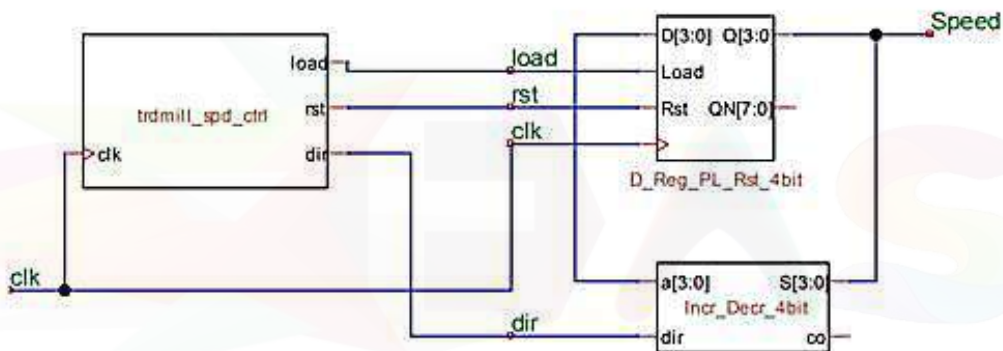 Speed
D[3:0] Q[3:0]
load load Load
rst rst Rst QN[7:0]
trdmill_spd_ctrl
clk
clk dir
D_Reg_PL_Rst_4bit
clk
a[3:0] S[3:0]
Incr_Decr_4bit
dir dir co